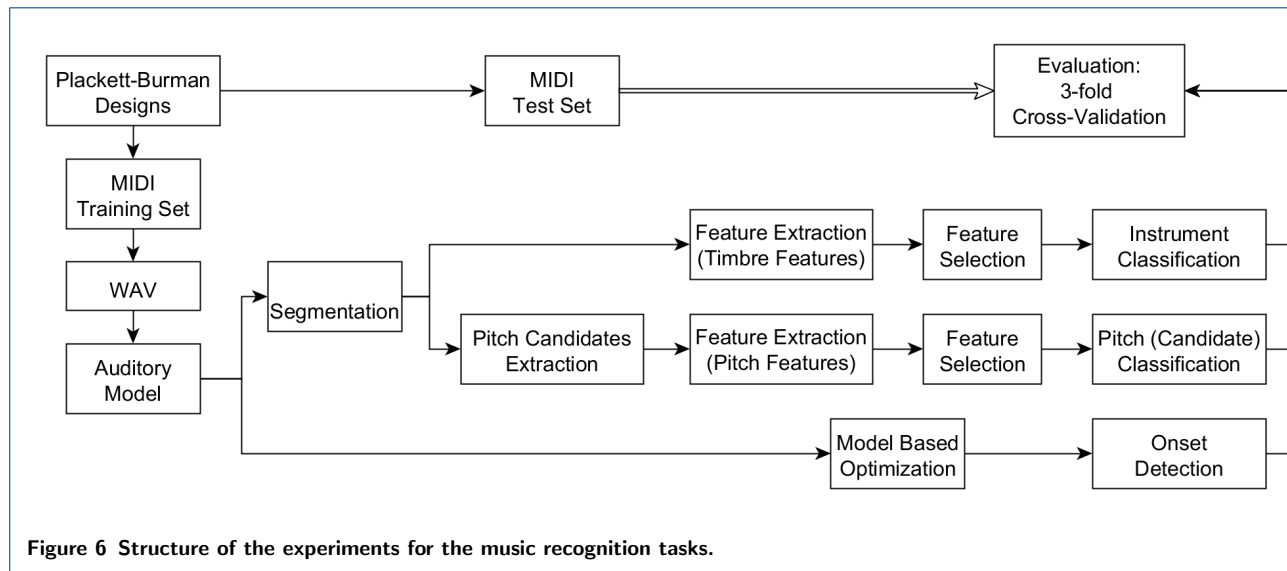 Plackett-Burman
Designs
MIDI
Test Set
Evaluation:
3-fold
Cross-Validation
MIDI
Training Set
WAV
Auditory
Model
Segmentation
Feature Extraction
(Timbre Features)
Feature
Selection
Instrument
Classification
Pitch Candidates
Extraction
Feature Extraction
(Pitch Features)
Feature
Selection
Pitch (Candidate)
Classification
Model Based
Optimization
Onset
Detection
Figure 6 Structure of the experiments for the music recognition tasks.